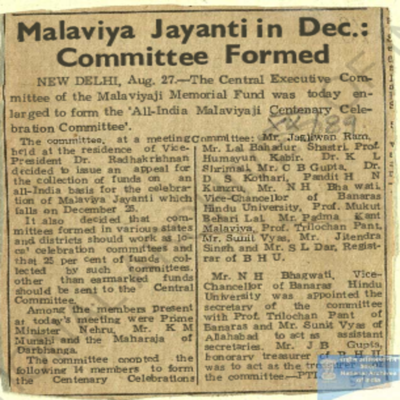 Malaviya Jayanti in Dec.:
Committee Formed
NEW DELHI, Aug. 27.—The Central Executive Com-
mittee of the Malaviyaji Memorial Fund was today en-
larged to form the 'All-India Malaviyaji Centenary Cele-
bration Committee'.
The committee, at a meeting
held at the residence of Vice-
President Dr. Radhakrishnan
decided to issue an appeal for
the collection of funds on an
all-India basis for the celebra-
tion of Malaviya Jayanti which
falls on December 25.
It also decided that com-
mittees formed in various states
and districts should work as lo-
cal celebration committees and
that 25 per cent of funds col-
lected by such committees.
other than earmarked funds
should be sent to the Central
Committee.
Among the members present
at today's meeting were Prime
Minister Nehru, Mr. K M
Munshi and the Maharaja of
Darbhanga.
The committee coopted the
following 14 members to form
the Centenary Celebrations
committee: Mr. Jagjiwan Ram,
Mr. Lal Bahadur Shastri, Prof.
Humayun Kabir, Dr. K L
Shrimali, Mr. C B Gupta, Dr.
D. S. Kothari, Pandit H N
Kunzru, Mr. N H Bhagwati,
Vice-Chancellor of Banaras
Hindu University, Prof. Mukut
Behari Lal, Mr. Padma Kant
Malaviya, Prof. Trilochan Pant,
Mr. Sunil Vyas, Mr. Jitendra
Singh and Mr. S L Dar, Regist-
rar of B H U.
Mr. N H Bhagwati, Vice-
Chancellor of Banaras Hindu
University was appointed the
secretary of the committee
with Prof. Trilochan Pant of
Banaras and Mr. Sunit Vyas of
Allahabad to act as assistant
secretaries. Mr. J B Gupta,
honorary treasurer B H U
was to act as the
the committee.—PTI